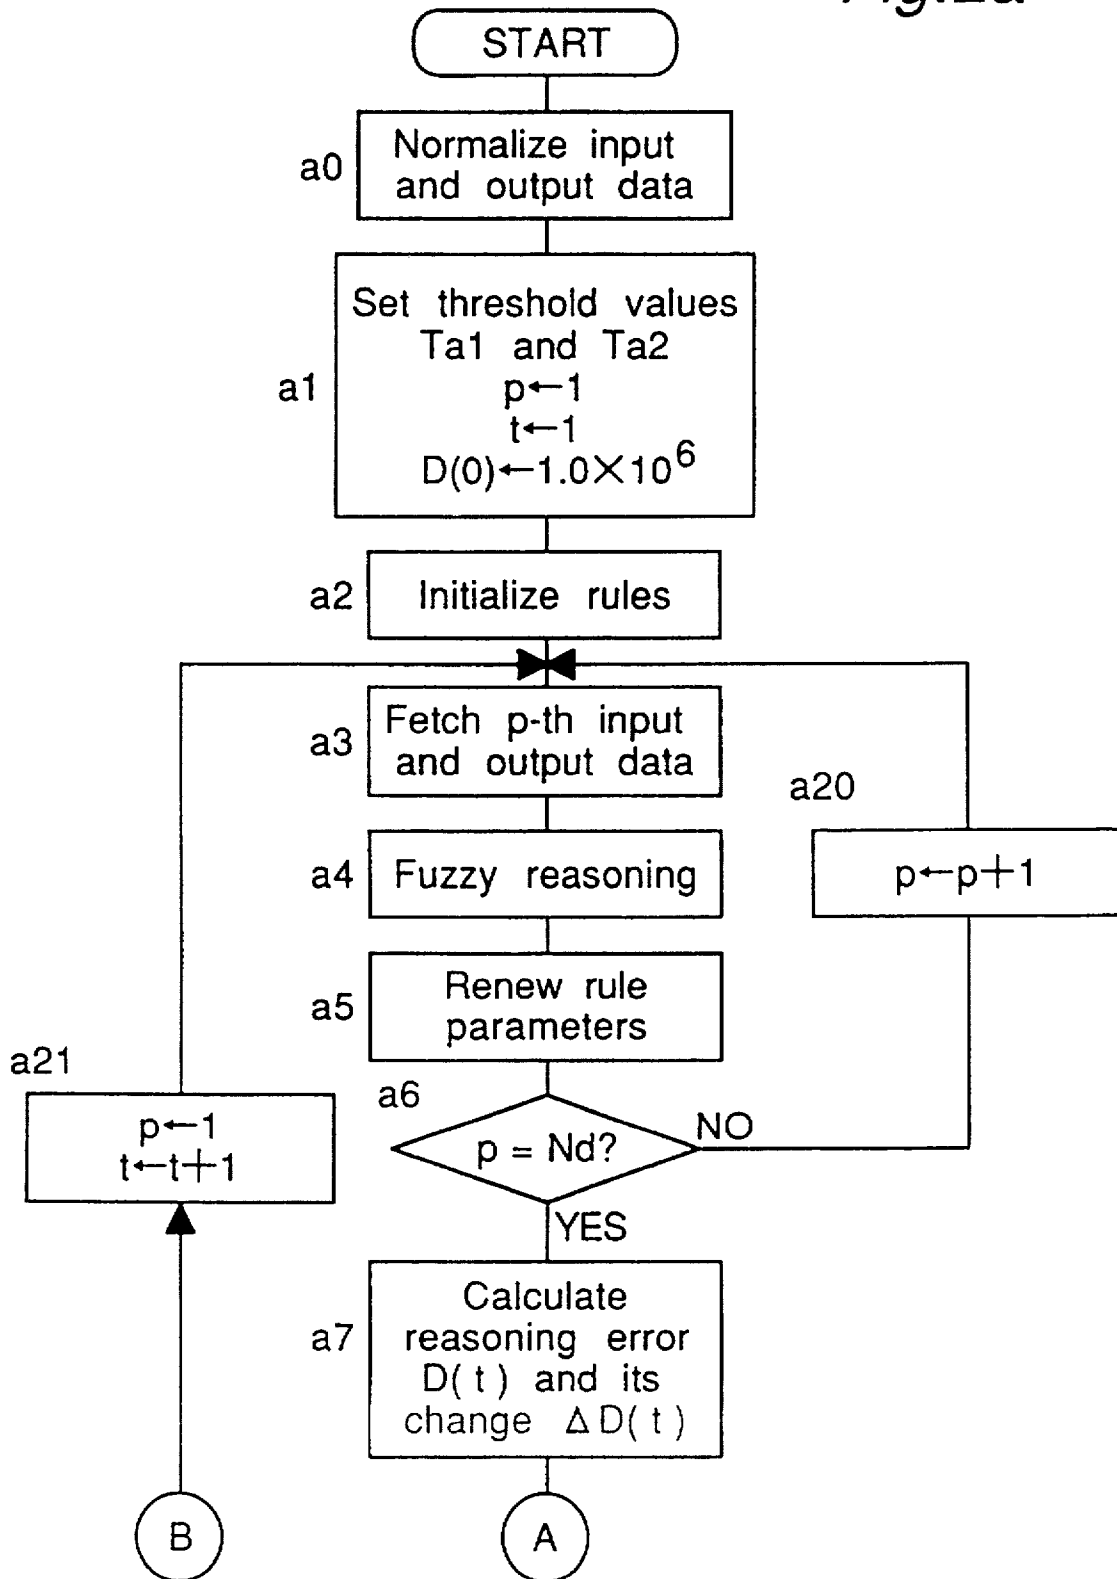 START
a0
Normalize input
and output data
a1
Set threshold values
Ta1 and Ta2
p←1
t←1
D(0)←1.0×10⁶
a2
Initialize rules
a3
Fetch p-th input
and output data
a20
p←p+1
a4
Fuzzy reasoning
a5
Renew rule
parameters
a21
p←1
t←t+1
a6
p = Nd?
NO
YES
a7
Calculate
reasoning error
D( t ) and its
change Δ D( t )
B
A